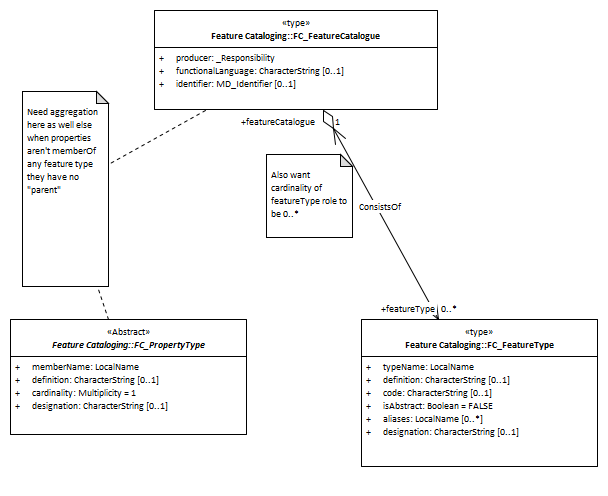 «type»
Feature Cataloging::FC_FeatureCatalogue
+ producer: _Responsibility
+ functionalLanguage: CharacterString [0..1]
+ identifier: MD_Identifier [0..1]
Need aggregation
here as well else
when properties
aren't memberOf
any feature type
they have no
"parent"
+featureCatalogue 1
Also want
cardinality of
featureType role to
be 0..*
ConsistsOf
+featureType 0..*
«Abstract»
Feature Cataloging::FC_PropertyType
+ memberName: LocalName
+ definition: CharacterString [0..1]
+ cardinality: Multiplicity = 1
+ designation: CharacterString [0..1]
«type»
Feature Cataloging::FC_FeatureType
+ typeName: LocalName
+ definition: CharacterString [0..1]
+ code: CharacterString [0..1]
+ isAbstract: Boolean = FALSE
+ aliases: LocalName [0..*]
+ designation: CharacterString [0..1]